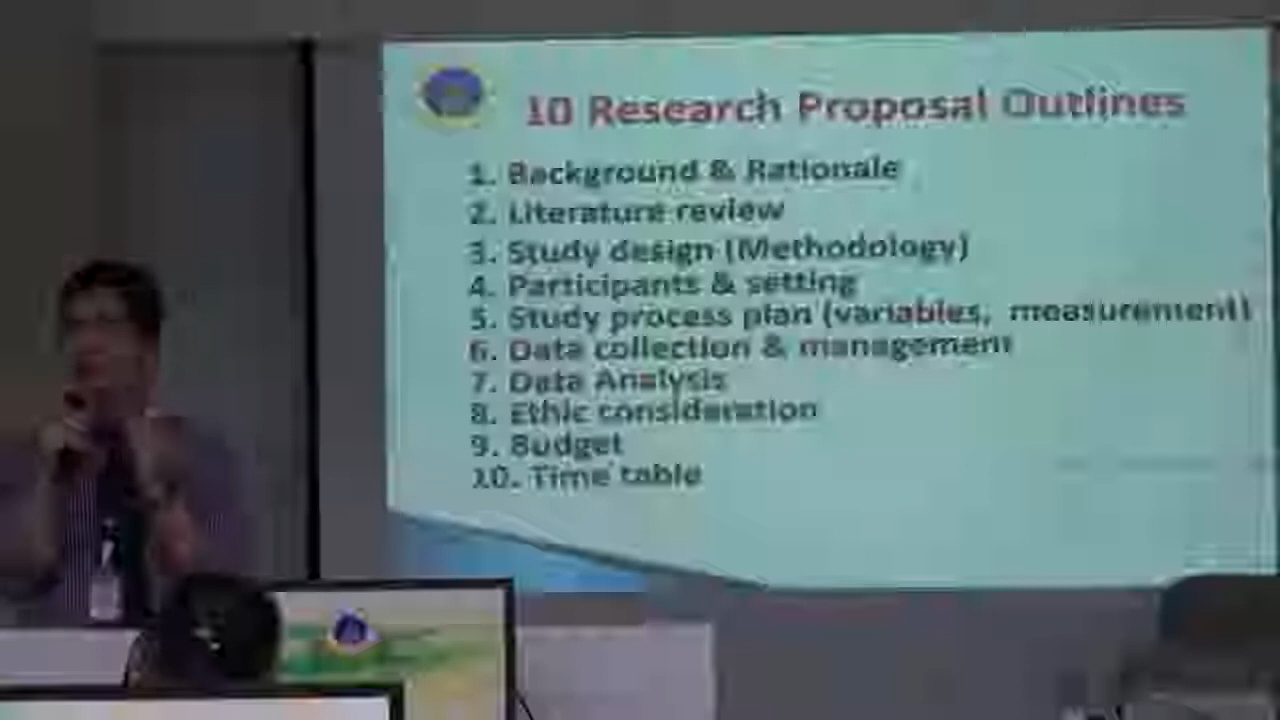 10 Research Proposal Outlines
1. Background & Rationale
2. Literature review
3. Study design (Methodology)
4. Participants & setting
5. Study process plan (variables, measurement)
6. Data collection & management
7. Data Analysis
8. Ethic consideration
9. Budget
10. Time table